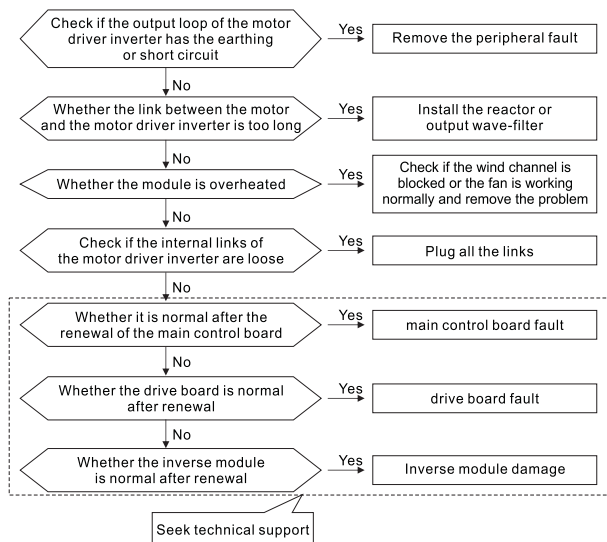 Check if the output loop of the motor
driver inverter has the earthing
or short circuit
Yes
Remove the peripheral fault
No
Whether the link between the motor
and the motor driver inverter is too long
Yes
Install the reactor or
output wave-filter
No
Whether the module is overheated
Yes
Check if the wind channel is
blocked or the fan is working
normally and remove the problem
No
Check if the internal links of
the motor driver inverter are loose
Yes
Plug all the links
No
Whether it is normal after the
renewal of the main control board
Yes
main control board fault
No
Whether the drive board is normal
after renewal
Yes
drive board fault
No
Whether the inverse module
is normal after renewal
Yes
Inverse module damage
Seek technical support